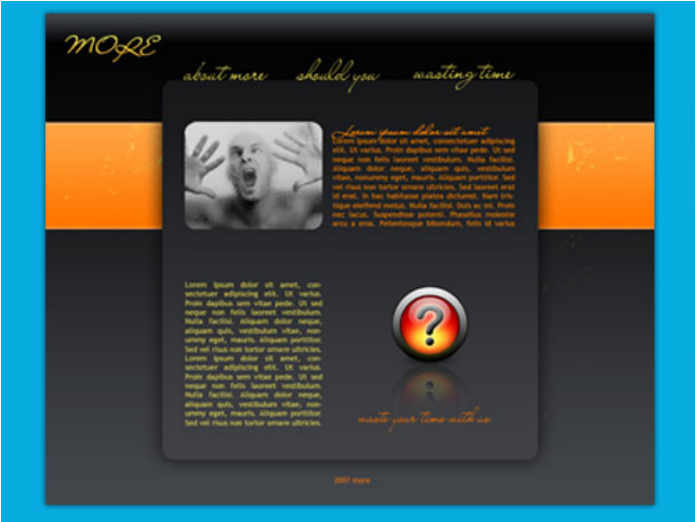 MORE
about more should you wasting time
Lorem ipsum dolor sit amet
Lorem ipsum dolor sit amet, consectetuer adipiscing
elit. Ut varius. Proin dapibus sem vitae pede. Ut sed
neque non felis laoreet vestibulum. Nulla facilisi.
Aliquam dolor neque, aliquam quis, vestibulum
vitae, nonummy eget, mauris. Aliquam porttitor. Sed
vel risus non tortor ornare ultricies. Sed laoreet erat
id erat. In hac habitasse platea dictumst. Nam tris-
tique eleifend metus. Nulla facilisi. Duis ac mi. Proin
nec lacus. Suspendisse potenti. Phasellus molestie
arcu a eros. Pellentesque bibendum, felis id varius
Lorem ipsum dolor sit amet, con-
sectetuer adipiscing elit. Ut varius.
Proin dapibus sem vitae pede. Ut sed
neque non felis laoreet vestibulum.
Nulla facilisi. Aliquam dolor neque,
aliquam quis, vestibulum vitae, non-
ummy eget, mauris. Aliquam porttitor.
Sed vel risus non tortor ornare ultricies.
Lorem ipsum dolor sit amet, con-
sectetuer adipiscing elit. Ut varius.
Proin dapibus sem vitae pede. Ut sed
neque non felis laoreet vestibulum.
Nulla facilisi. Aliquam dolor neque,
aliquam quis, vestibulum vitae, non-
ummy eget, mauris. Aliquam porttitor.
Sed vel risus non tortor ornare ultricies.
?
waste your time with us
2007 more